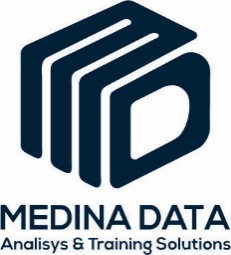 MEDINA DATA
Analisys & Training Solutions